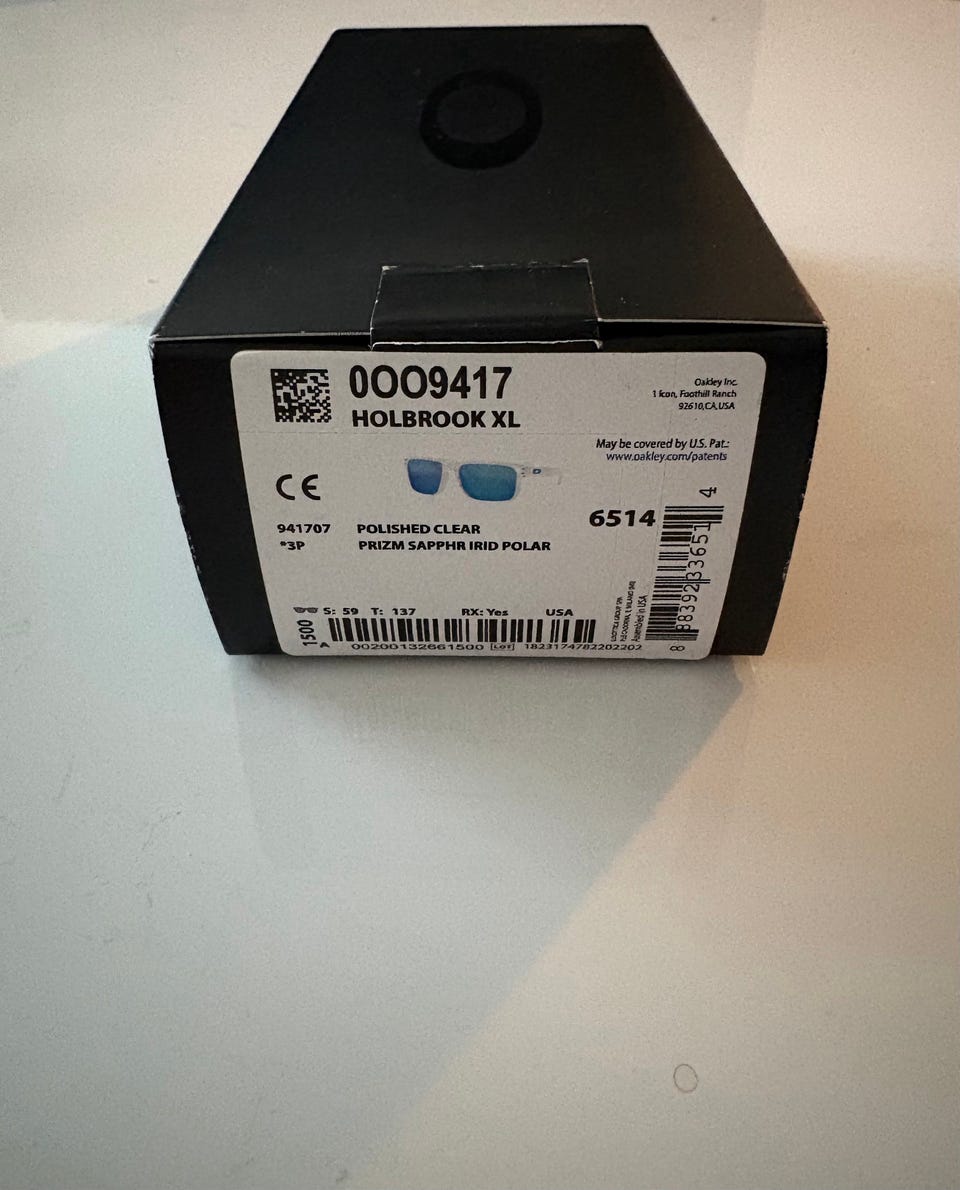 0OO9417
HOLBROOK XL
Oakley Inc.
1 Icon, Foothill Ranch
92610,CA,USA
May be covered by U.S. Pat.:
www.oakley.com/patents
CE
941707 POLISHED CLEAR
*3P PRIZM SAPPHR IRID POLAR
6514
S: 59 T: 137 RX: Yes USA
1500
A 00200132661500 LOT 1823174782202202
Assembled in USA
8 88392336514 4